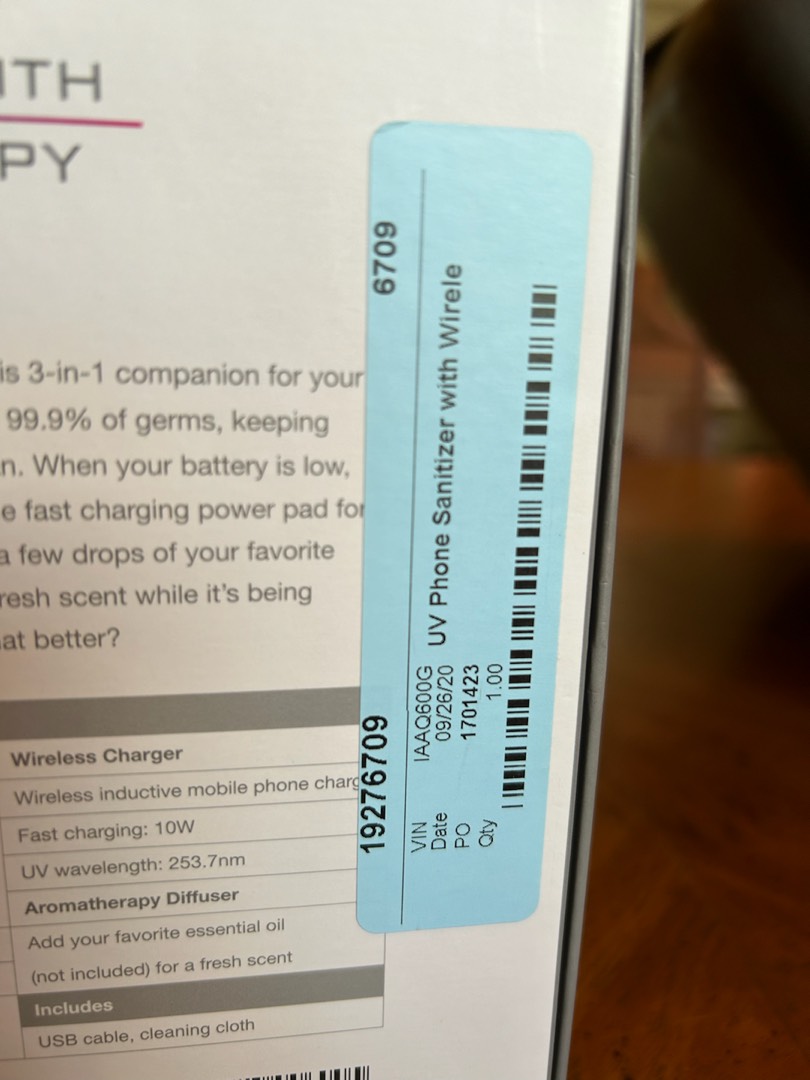 ITH
PY
is 3-in-1 companion for your
99.9% of germs, keeping
n. When your battery is low,
e fast charging power pad for
a few drops of your favorite
resh scent while it's being
at better?
Wireless Charger
Wireless inductive mobile phone charg
Fast charging: 10W
UV wavelength: 253.7nm
Aromatherapy Diffuser
Add your favorite essential oil
(not included) for a fresh scent
Includes
USB cable, cleaning cloth
19276709 6709
VIN IAAQ600G UV Phone Sanitizer with Wirele
Date 09/26/20
PO 1701423
Qty 1.00